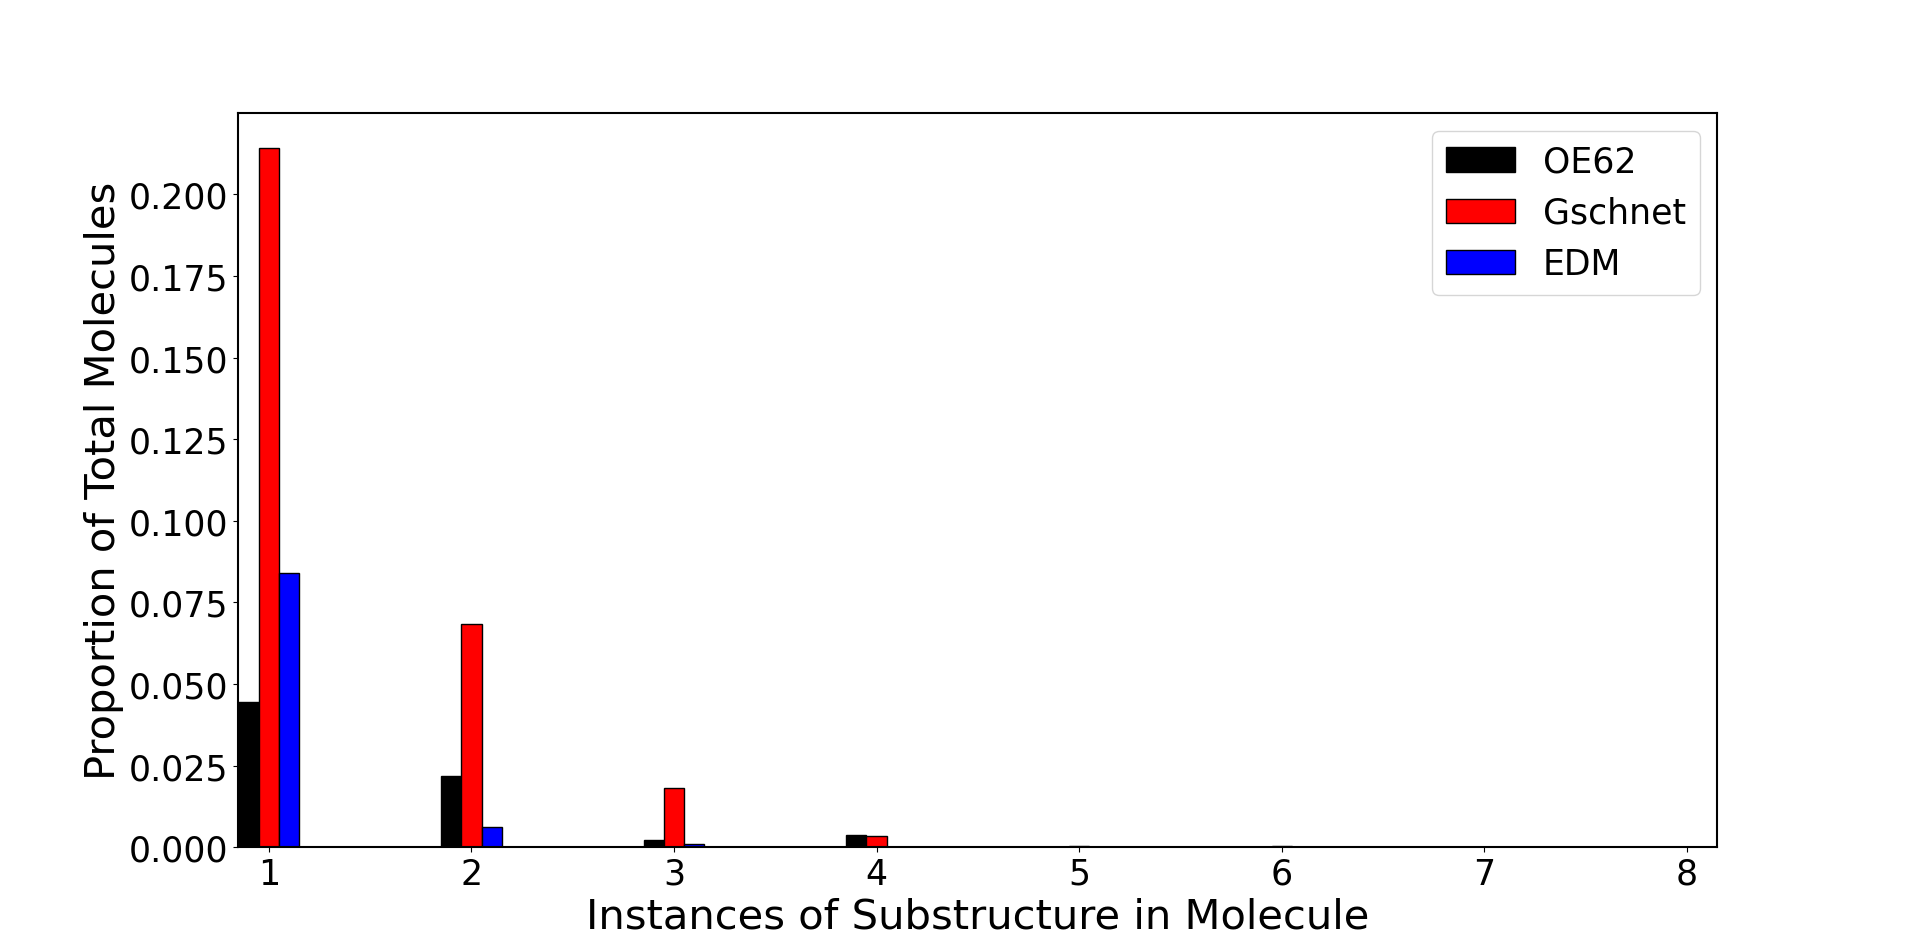 OE62
Gschnet
EDM
Proportion of Total Molecules
0.200
0.175
0.150
0.125
0.100
0.075
0.050
0.025
0.000
1 2 3 4 5 6 7 8
Instances of Substructure in Molecule